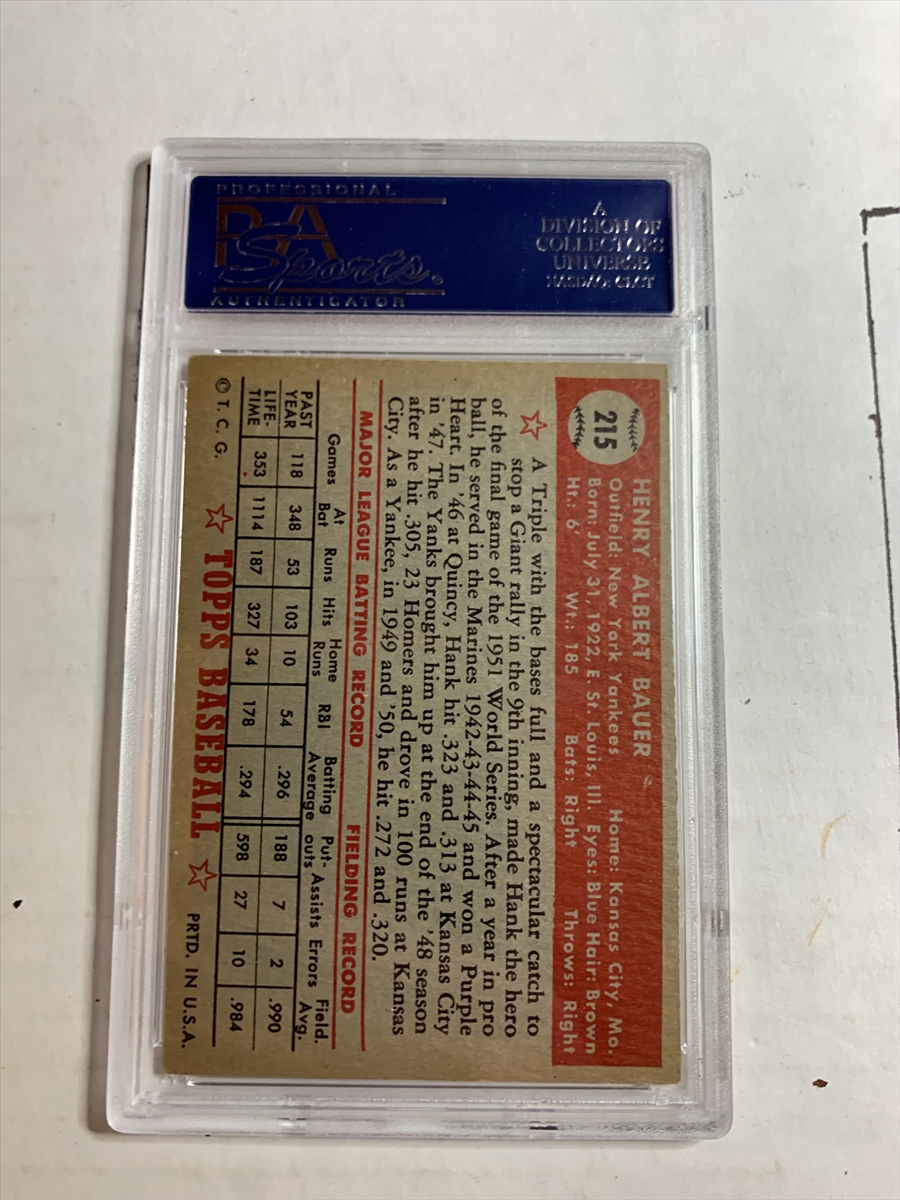 PROFESSIONAL
PSA
Sports
AUTHENTICATOR
A
DIVISION OF
COLLECTORS
UNIVERSE
NASDAQ: CLCT
215
HENRY ALBERT BAUER
Outfield: New York Yankees Home: Kansas City, Mo.
Born: July 31, 1922, E. St. Louis, Ill. Eyes: Blue Hair: Brown
Ht.: 6' Wt.: 185 Bats: Right Throws: Right
A Triple with the bases full and a spectacular catch to
stop a Giant rally in the 9th inning, made Hank the hero
of the final game of the 1951 World Series. After a year in pro
ball, he served in the Marines 1942-43-44-45 and won a Purple
Heart. In '46 at Quincy, Hank hit .323 and .313 at Kansas City
in '47. The Yanks brought him up at the end of the '48 season
after he hit .305, 23 Homers and drove in 100 runs at Kansas
City. As a Yankee, in 1949 and '50, he hit .272 and .320.
MAJOR LEAGUE BATTING RECORD FIELDING RECORD
Games At Bat Runs Hits Home Runs RBI Batting Average Put-outs Assists Errors Field. Avg.
PAST YEAR 118 348 53 103 10 54 .296 188 7 2 .990
LIFE-TIME 353 1114 187 327 34 178 .294 598 27 10 .984
© T. C. G. ☆ TOPPS BASEBALL ☆ PRTD. IN U.S.A.